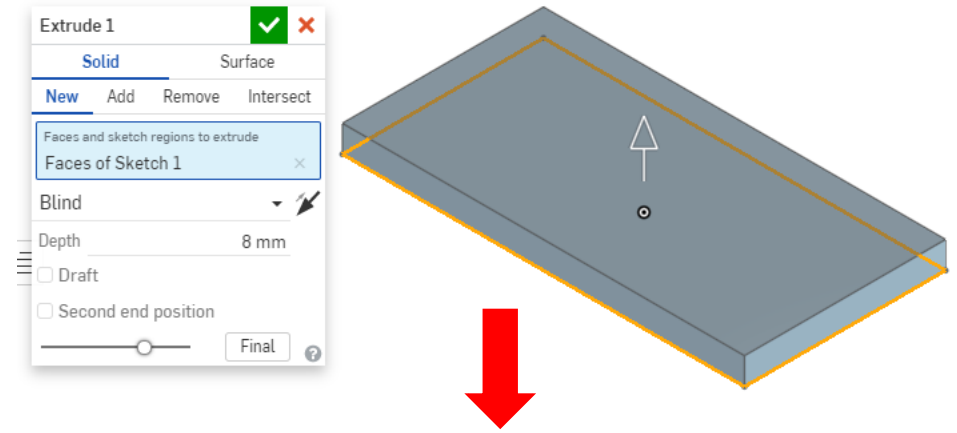 Extrude 1
Solid Surface
New Add Remove Intersect
Faces and sketch regions to extrude
Faces of Sketch 1
Blind
Depth 8 mm
Draft
Second end position
Final